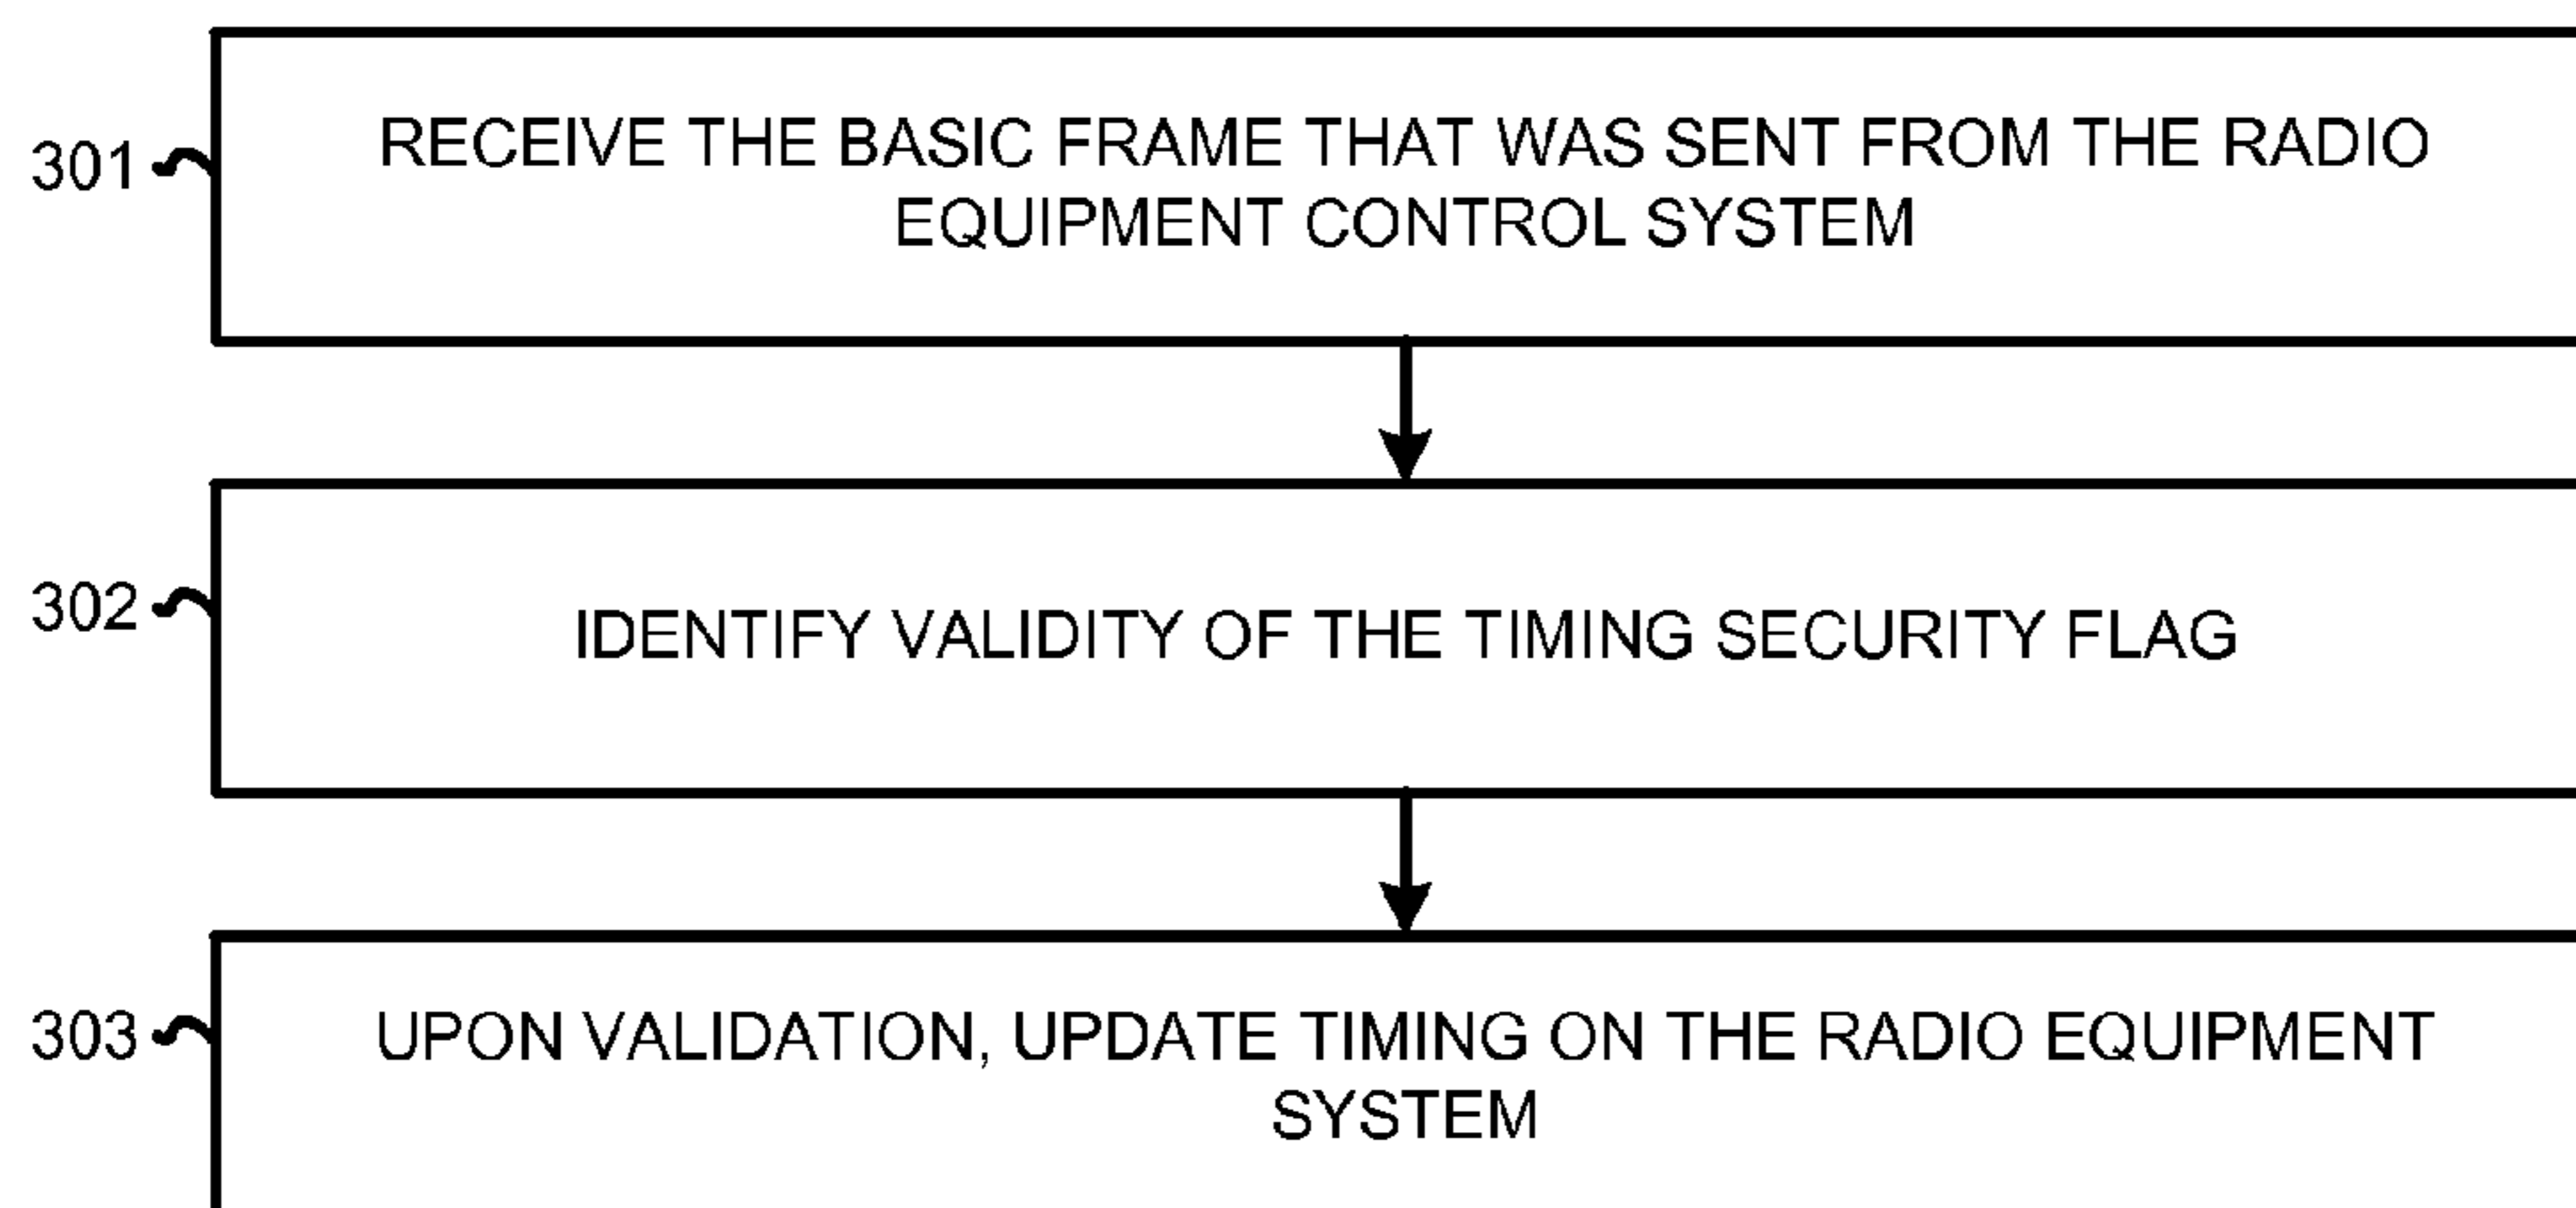 301
RECEIVE THE BASIC FRAME THAT WAS SENT FROM THE RADIO
EQUIPMENT CONTROL SYSTEM
302
IDENTIFY VALIDITY OF THE TIMING SECURITY FLAG
303
UPON VALIDATION, UPDATE TIMING ON THE RADIO EQUIPMENT
SYSTEM